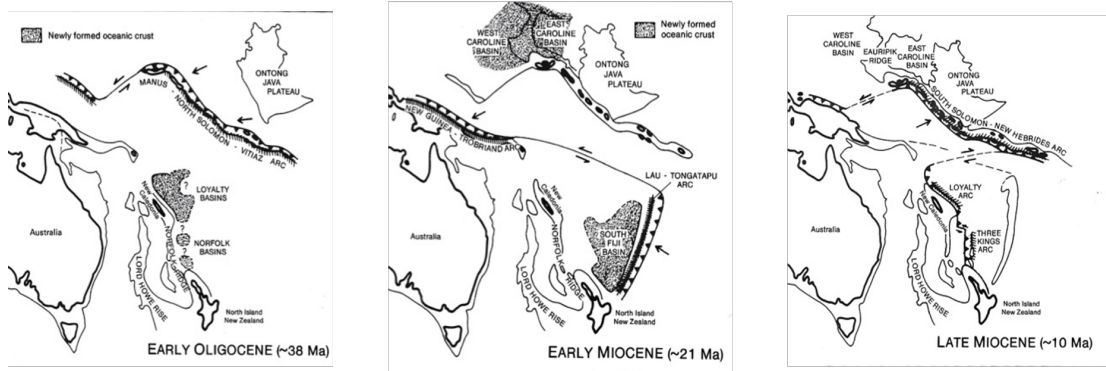 Newly formed oceanic crust
ONTONG
JAVA
PLATEAU
MANUS - NORTH SOLOMON - VITIAZ ARC
?
LOYALTY
BASINS
New
Caledonia
?
Australia
NORFOLK
BASINS
?
NORFOLK RIDGE
LORD HOWE RISE
North Island
New Zealand
EARLY OLIGOCENE (~38 Ma)
WEST
CAROLINE
BASIN
EAST
CAROLINE
BASIN
Newly formed
oceanic crust
ONTONG
JAVA
PLATEAU
NEW GUINEA - TROBRIAND ARC
LAU - TONGATAPU
ARC
New
Caledonia
Australia
SOUTH
FIJI
BASIN
NORFOLK RIDGE
LORD HOWE RISE
North Island
New Zealand
EARLY MIOCENE (~21 Ma)
WEST
CAROLINE
BASIN
EAURIPIK
RIDGE
EAST
CAROLINE
BASIN
ONTONG
JAVA
PLATEAU
SOUTH SOLOMON - NEW HEBRIDES ARC
LOYALTY
ARC
New Caledonia
Australia
THREE
KINGS
ARC
NORFOLK RIDGE
LORD HOWE RISE
North Island
New Zealand
LATE MIOCENE (~10 Ma)